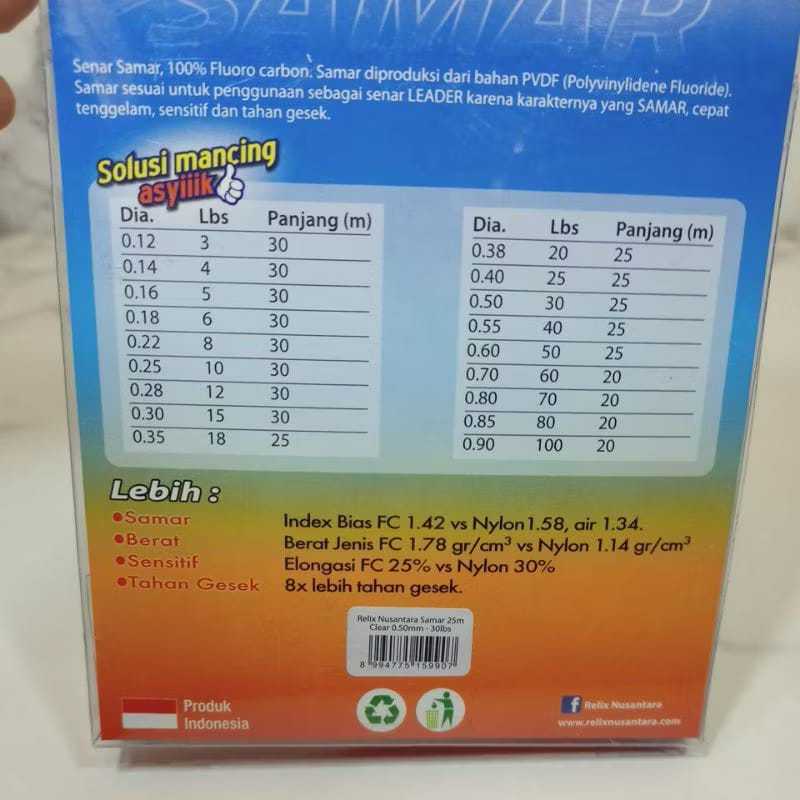 SAMAR
Senar Samar, 100% Fluoro carbon. Samar diproduksi dari bahan PVDF (Polyvinylidene Fluoride).
Samar sesuai untuk penggunaan sebagai senar LEADER karena karakternya yang SAMAR, cepat
tenggelam, sensitif dan tahan gesek.
Solusi mancing
asyiiik
Dia. Lbs Panjang (m)
0.12 3 30
0.14 4 30
0.16 5 30
0.18 6 30
0.22 8 30
0.25 10 30
0.28 12 30
0.30 15 30
0.35 18 25
Dia. Lbs Panjang (m)
0.38 20 25
0.40 25 25
0.50 30 25
0.55 40 25
0.60 50 25
0.70 60 20
0.80 70 20
0.85 80 20
0.90 100 20
Lebih :
•Samar Index Bias FC 1.42 vs Nylon1.58, air 1.34.
•Berat Berat Jenis FC 1.78 gr/cm³ vs Nylon 1.14 gr/cm³
•Sensitif Elongasi FC 25% vs Nylon 30%
•Tahan Gesek 8x lebih tahan gesek.
Relix Nusantara Samar 25m
Clear 0.50mm - 30lbs
8 994775 159907
Produk
Indonesia
f Relix Nusantara
www.relixnusantara.com